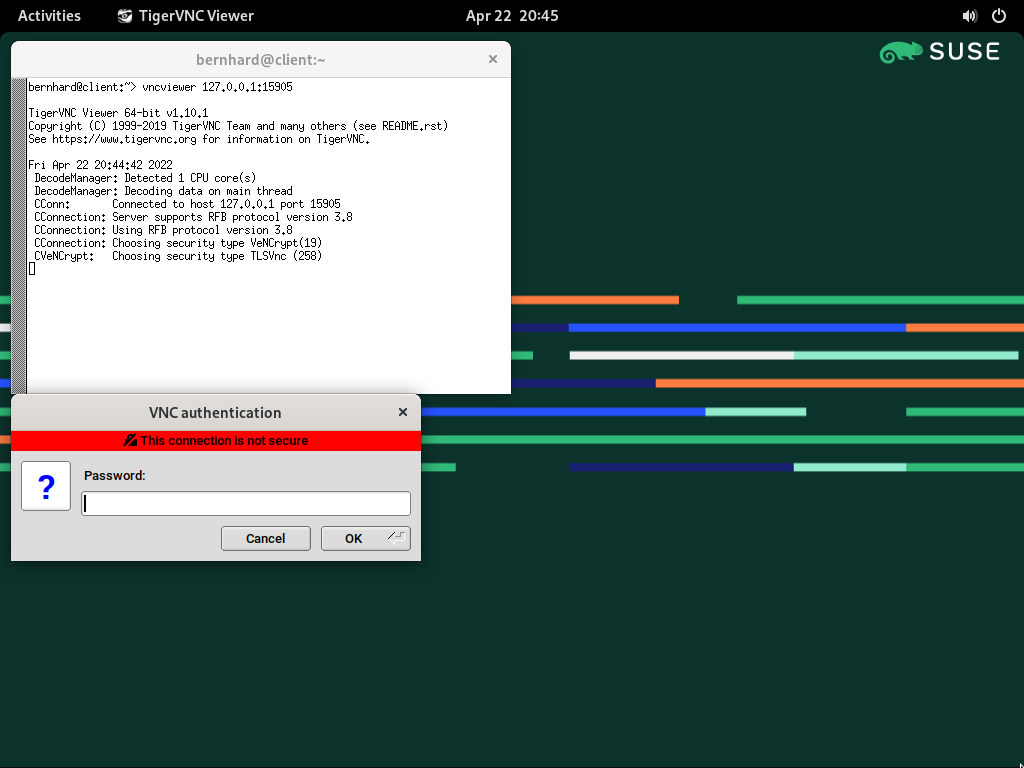 Activities TigerVNC Viewer Apr 22 20:45
SUSE
bernhard@client:~
bernhard@client:~> vncviewer 127.0.0.1:15905
TigerVNC Viewer 64-bit v1.10.1
Copyright (C) 1999-2019 TigerVNC Team and many others (see README.rst)
See https://www.tigervnc.org for information on TigerVNC.
Fri Apr 22 20:44:42 2022
DecodeManager: Detected 1 CPU core(s)
DecodeManager: Decoding data on main thread
CConn: Connected to host 127.0.0.1 port 15905
CConnection: Server supports RFB protocol version 3.8
CConnection: Using RFB protocol version 3.8
CConnection: Choosing security type VeNCrypt(19)
CVeNCrypt: Choosing security type TLSVnc (258)
VNC authentication
This connection is not secure
?
Password:
Cancel OK